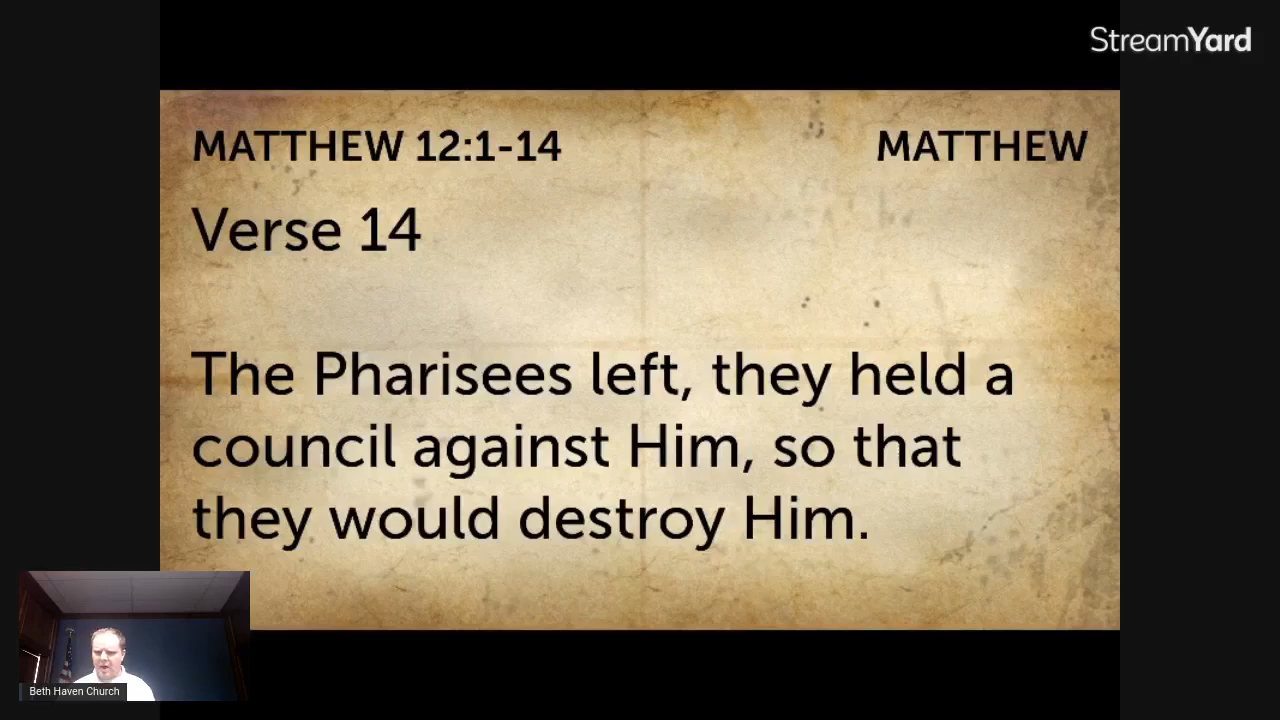 StreamYard
MATTHEW 12:1-14
MATTHEW
Verse 14
The Pharisees left, they held a
council against Him, so that
they would destroy Him.
Beth Haven Church